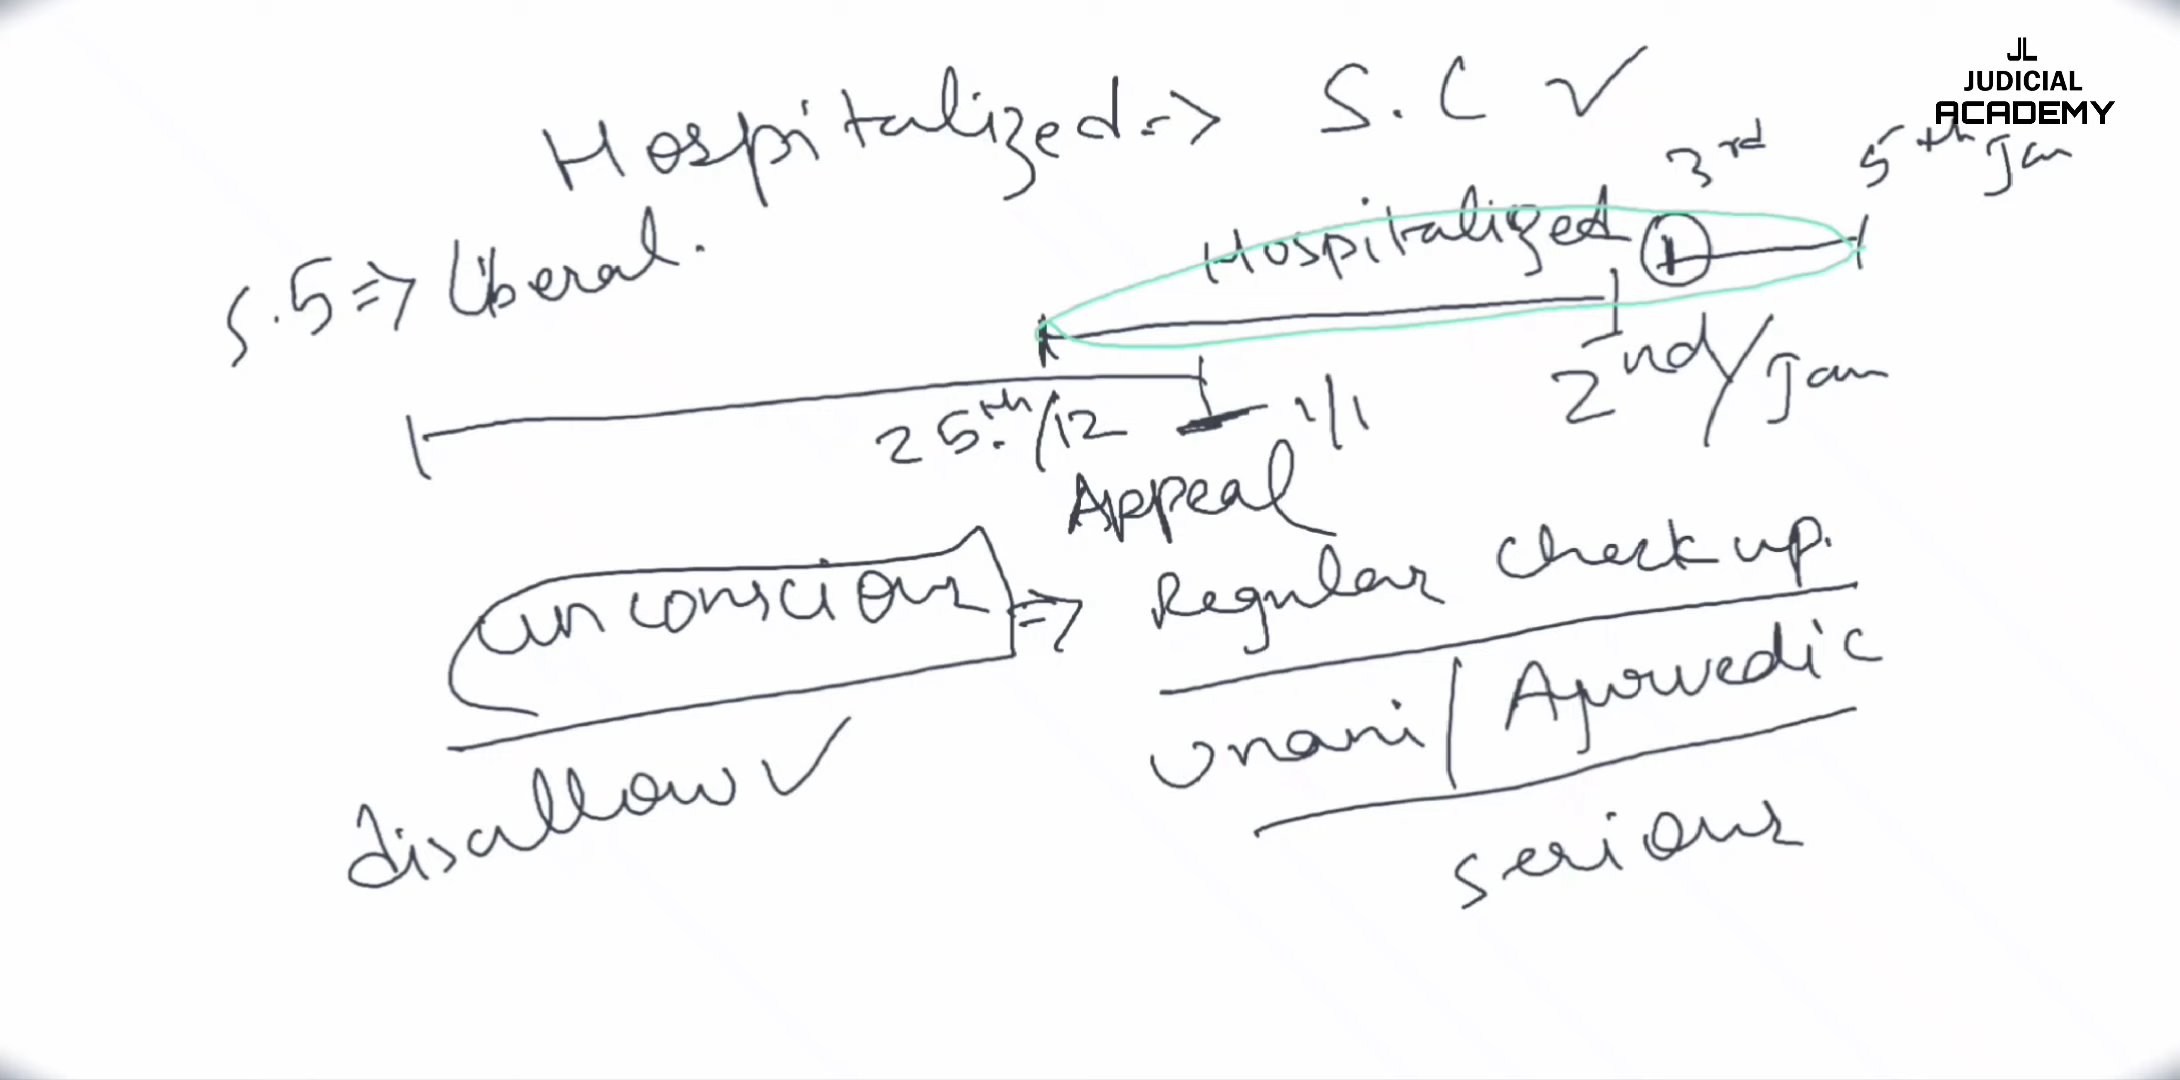 JL
JUDICIAL
ACADEMY
Hospitalized => S.C ✓
3rd 5th Jan
S.5 => Liberal.
Hospitalized
25th/12 1/1 2nd/Jan
Appeal
unconscious => Regular check up.
Unani / Ayurvedic
disallow ✓
serious